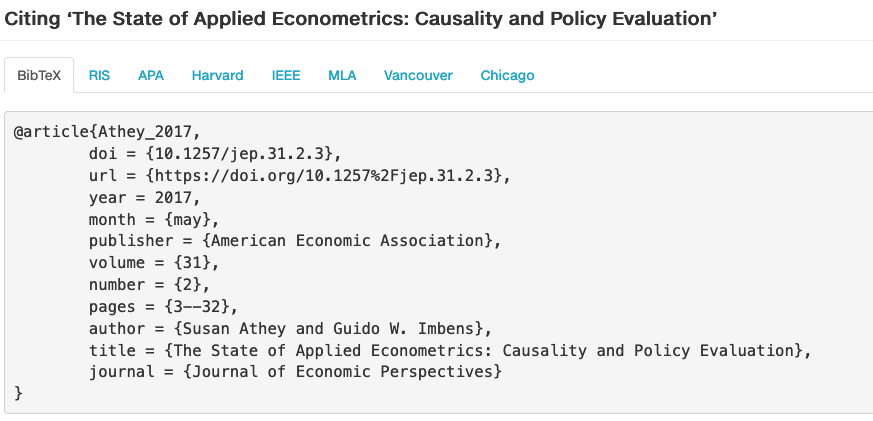 Citing ‘The State of Applied Econometrics: Causality and Policy Evaluation’
BibTeX RIS APA Harvard IEEE MLA Vancouver Chicago
@article{Athey_2017,
        doi = {10.1257/jep.31.2.3},
        url = {https://doi.org/10.1257%2Fjep.31.2.3},
        year = 2017,
        month = {may},
        publisher = {American Economic Association},
        volume = {31},
        number = {2},
        pages = {3--32},
        author = {Susan Athey and Guido W. Imbens},
        title = {The State of Applied Econometrics: Causality and Policy Evaluation},
        journal = {Journal of Economic Perspectives}
}